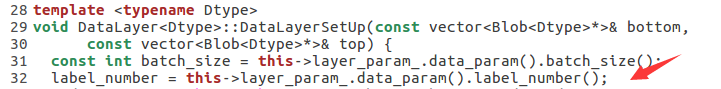 28 template <typename Dtype>
29 void DataLayer<Dtype>::DataLayerSetUp(const vector<Blob<Dtype>*>& bottom,
30       const vector<Blob<Dtype>*>& top) {
31   const int batch_size = this->layer_param_.data_param().batch_size();
32   label_number = this->layer_param_.data_param().label_number();